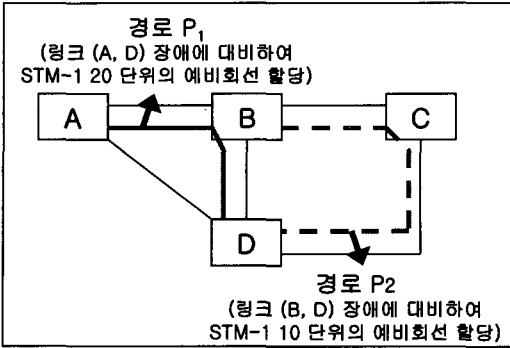 경로 P₁
(링크 (A, D) 장애에 대비하여
STM-1 20 단위의 예비회선 할당)
A
B
C
D
경로 P2
(링크 (B, D) 장애에 대비하여
STM-1 10 단위의 예비회선 할당)